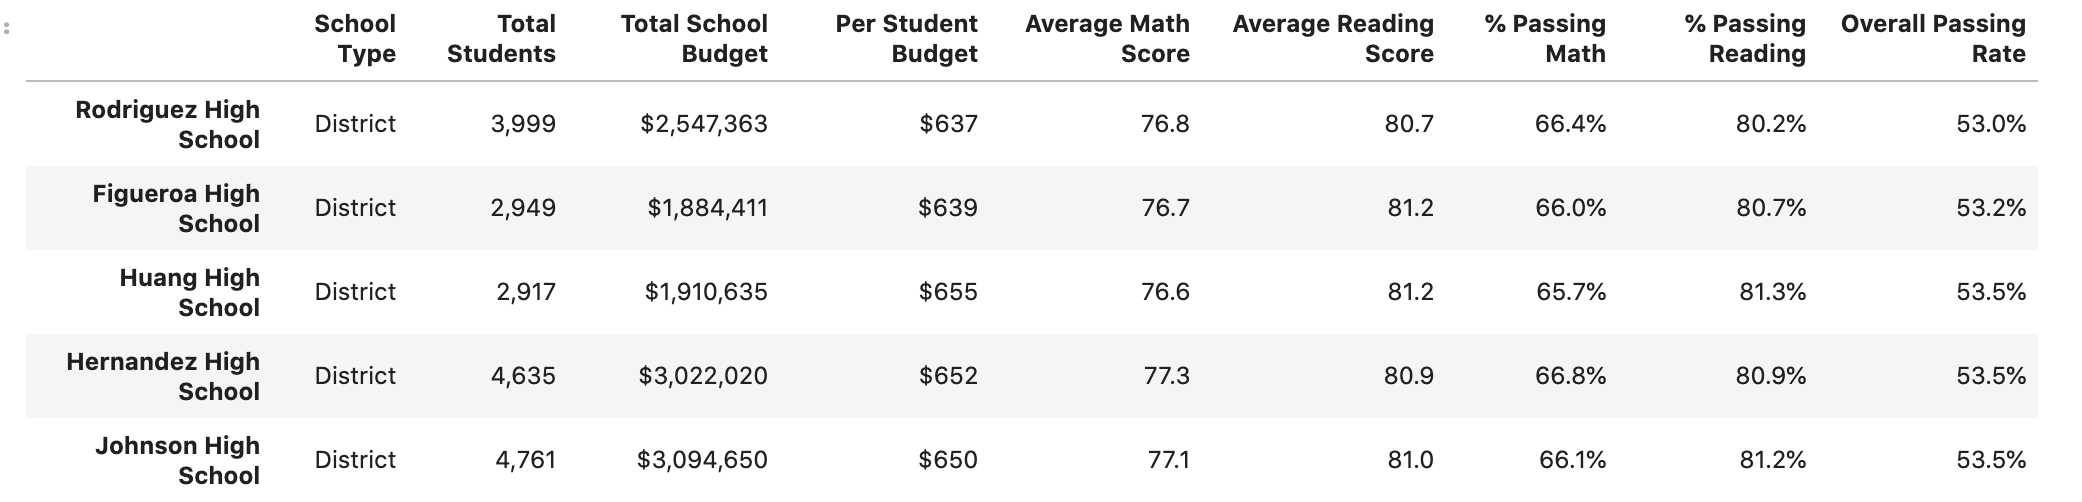 School Type Total Students Total School Budget Per Student Budget Average Math Score Average Reading Score % Passing Math % Passing Reading Overall Passing Rate
Rodriguez High School District 3,999 $2,547,363 $637 76.8 80.7 66.4% 80.2% 53.0%
Figueroa High School District 2,949 $1,884,411 $639 76.7 81.2 66.0% 80.7% 53.2%
Huang High School District 2,917 $1,910,635 $655 76.6 81.2 65.7% 81.3% 53.5%
Hernandez High School District 4,635 $3,022,020 $652 77.3 80.9 66.8% 80.9% 53.5%
Johnson High School District 4,761 $3,094,650 $650 77.1 81.0 66.1% 81.2% 53.5%